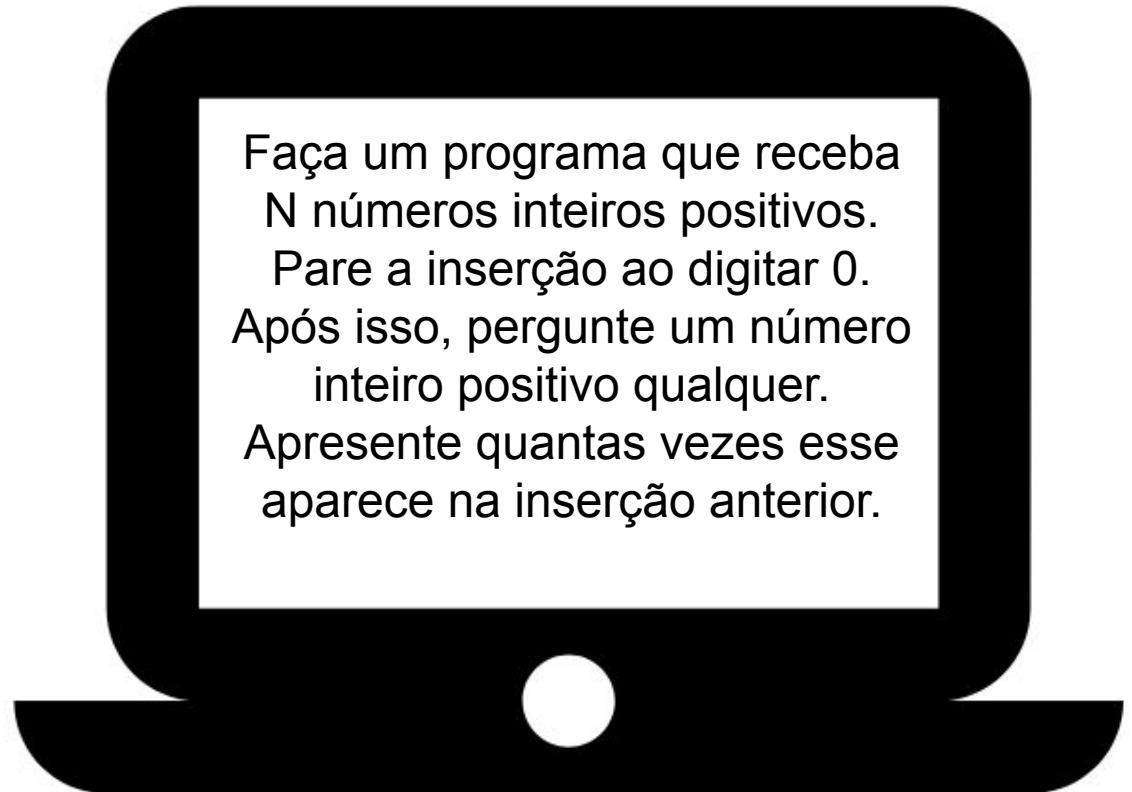 Faça um programa que receba
N números inteiros positivos.
Pare a inserção ao digitar 0.
Após isso, pergunte um número
inteiro positivo qualquer.
Apresente quantas vezes esse
aparece na inserção anterior.